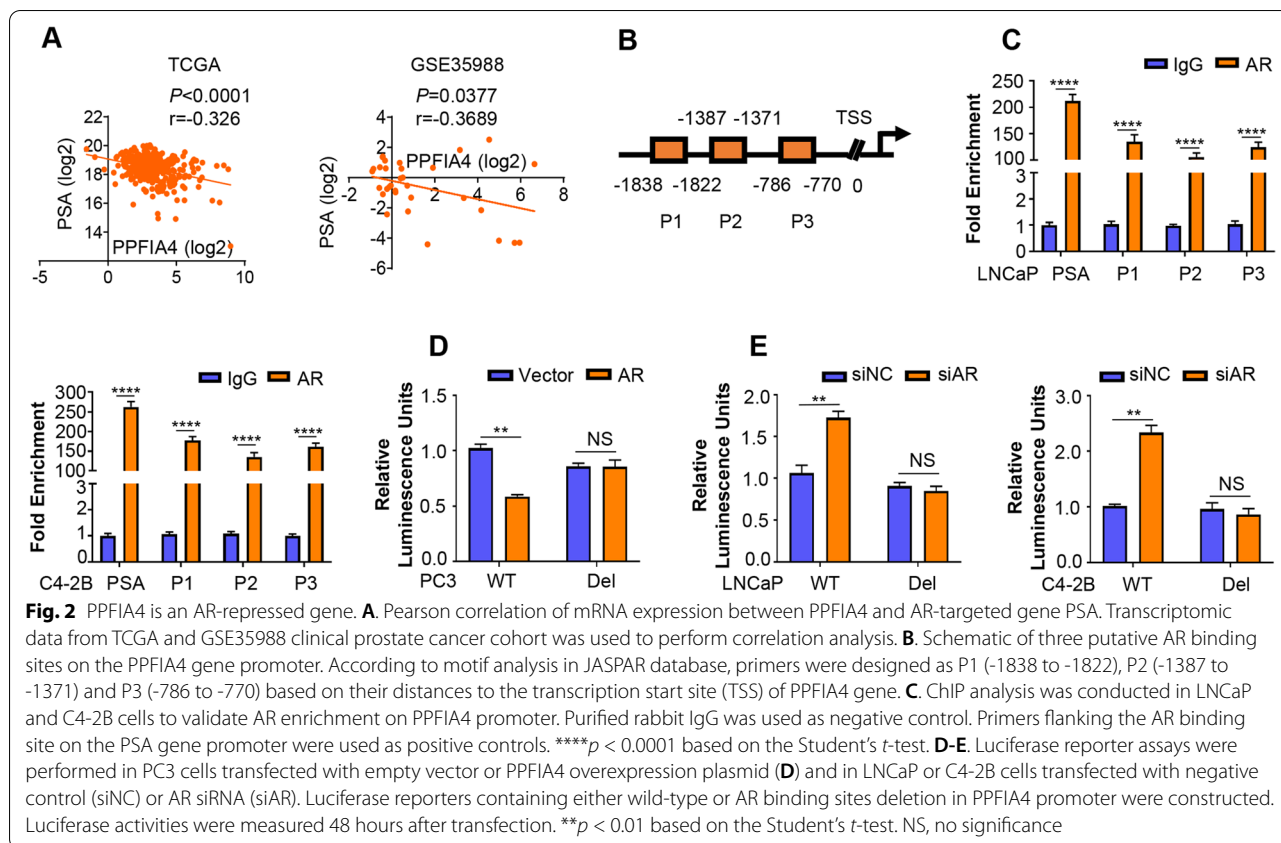 A
TCGA
P<0.0001
r=-0.326
PSA (log2)
22
20
18
16
14
PPFIA4 (log2)
-5 0 5 10
GSE35988
P=0.0377
r=-0.3689
PSA (log2)
4
2
PPFIA4 (log2)
-2 2 4 6 8
-2
-4
-6
B
-1387 -1371 TSS
-1838 -1822 -786 -770 0
P1 P2 P3
C
IgG AR
Fold Enrichment
250
200
150
100
3
2
1
0
**** **** **** ****
LNCaP PSA P1 P2 P3
IgG AR
Fold Enrichment
300
250
200
150
100
3
2
1
0
**** **** **** ****
C4-2B PSA P1 P2 P3
D
Vector AR
Relative
Luminescence Units
1.5
1.0
0.5
0.0
** NS
PC3 WT Del
E
siNC siAR
Relative
Luminescence Units
2.0
1.5
1.0
0.5
0.0
** NS
LNCaP WT Del
siNC siAR
Relative
Luminescence Units
3.0
2.0
1.0
0.0
** NS
C4-2B WT Del
Fig. 2 PPFIA4 is an AR-repressed gene. A. Pearson correlation of mRNA expression between PPFIA4 and AR-targeted gene PSA. Transcriptomic
data from TCGA and GSE35988 clinical prostate cancer cohort was used to perform correlation analysis. B. Schematic of three putative AR binding
sites on the PPFIA4 gene promoter. According to motif analysis in JASPAR database, primers were designed as P1 (-1838 to -1822), P2 (-1387 to
-1371) and P3 (-786 to -770) based on their distances to the transcription start site (TSS) of PPFIA4 gene. C. ChIP analysis was conducted in LNCaP
and C4-2B cells to validate AR enrichment on PPFIA4 promoter. Purified rabbit IgG was used as negative control. Primers flanking the AR binding
site on the PSA gene promoter were used as positive controls. ****p < 0.0001 based on the Student's t-test. D-E. Luciferase reporter assays were
performed in PC3 cells transfected with empty vector or PPFIA4 overexpression plasmid (D) and in LNCaP or C4-2B cells transfected with negative
control (siNC) or AR siRNA (siAR). Luciferase reporters containing either wild-type or AR binding sites deletion in PPFIA4 promoter were constructed.
Luciferase activities were measured 48 hours after transfection. **p < 0.01 based on the Student's t-test. NS, no significance